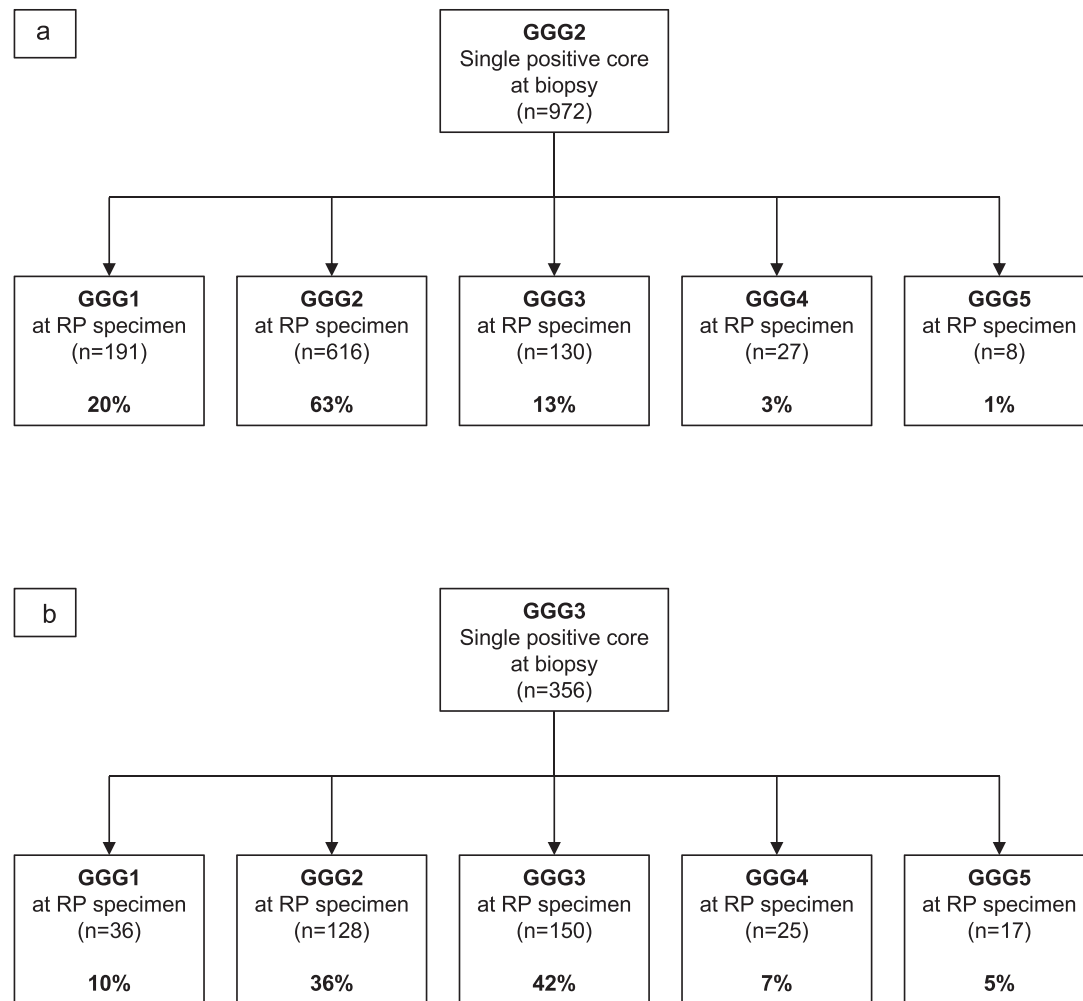 a
GGG2
Single positive core
at biopsy
(n=972)
GGG1
at RP specimen
(n=191)
20%
GGG2
at RP specimen
(n=616)
63%
GGG3
at RP specimen
(n=130)
13%
GGG4
at RP specimen
(n=27)
3%
GGG5
at RP specimen
(n=8)
1%
b
GGG3
Single positive core
at biopsy
(n=356)
GGG1
at RP specimen
(n=36)
10%
GGG2
at RP specimen
(n=128)
36%
GGG3
at RP specimen
(n=150)
42%
GGG4
at RP specimen
(n=25)
7%
GGG5
at RP specimen
(n=17)
5%